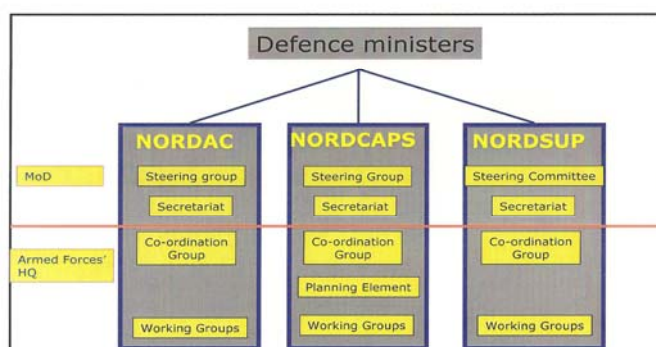 Defence ministers
NORDAC
NORDCAPS
NORDSUP
MoD
Steering group
Steering Group
Steering Committee
Secretariat
Secretariat
Secretariat
Armed Forces'
HQ
Co-ordination
Group
Co-ordination
Group
Co-ordination
Group
Planning Element
Working Groups
Working Groups
Working Groups